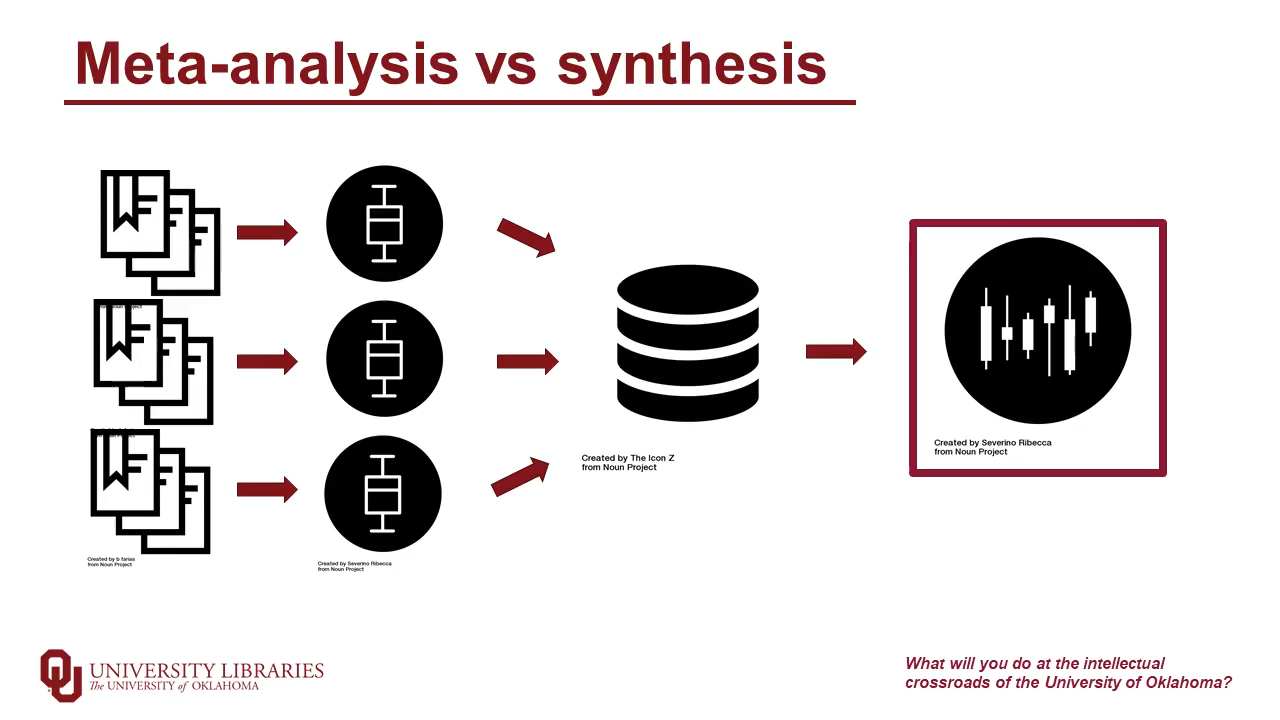 Meta-analysis vs synthesis
Created by The Icon Z
from Noun Project
Created by Severino Ribecca
from Noun Project
Created by b farias
from Noun Project
Created by Severino Ribecca
from Noun Project
UNIVERSITY LIBRARIES
The UNIVERSITY of OKLAHOMA
What will you do at the intellectual
crossroads of the University of Oklahoma?